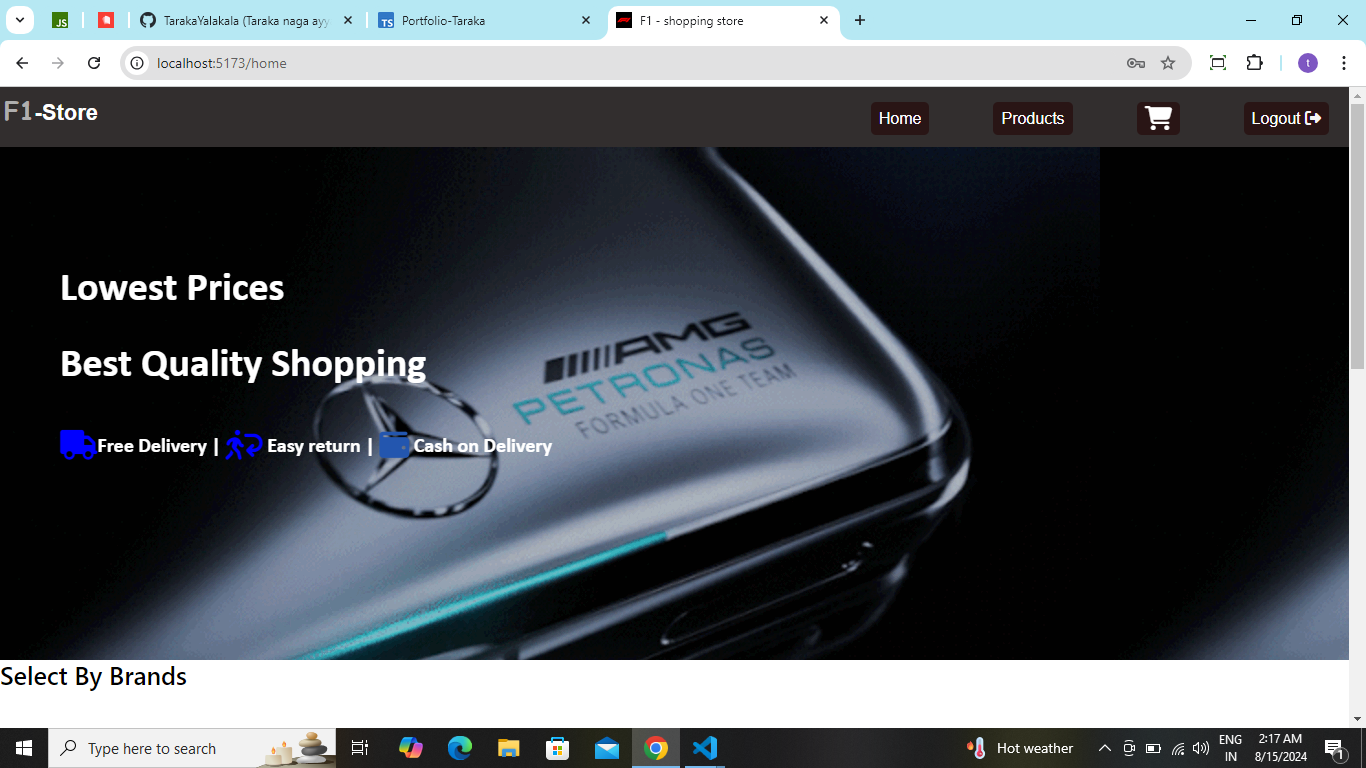 JS
TarakaYalakala (Taraka naga ayy
TS
Portfolio-Taraka
F1 - shopping store
localhost:5173/home
t
F1-Store
Home
Products
Logout
Lowest Prices
Best Quality Shopping
AMG
PETRONAS
FORMULA ONE TEAM
Free Delivery | Easy return | Cash on Delivery
Select By Brands
Type here to search
Hot weather
ENG
IN
2:17 AM
8/15/2024
1